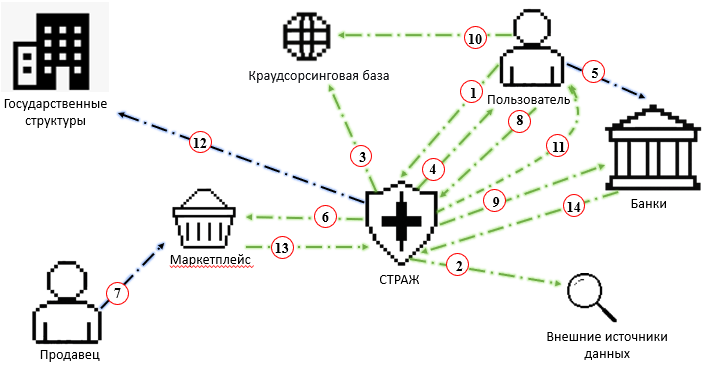 10
Краудсорсинговая база
1
Пользователь
5
Государственные
структуры
8
12
3
4
11
9
14
Банки
6
Маркетплейс
13
СТРАЖ
2
7
Продавец
Внешние источники
данных